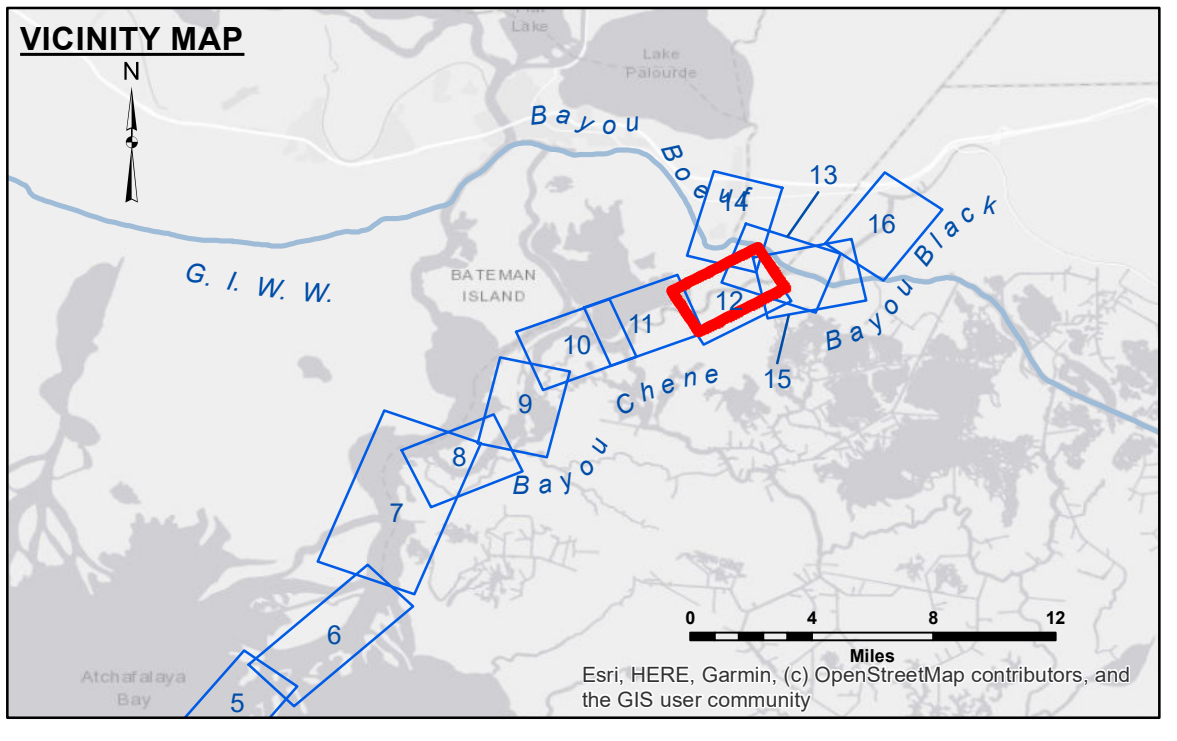 VICINITY MAP
N
Flat
Lake
Lake
Palourde
Bayou
Boeuf
13
14
16
Bayou Black
G. I. W. W.
BATEMAN
ISLAND
12
11
10
15
Chene
9
8
Bayou
7
6
5
0 4 8 12
Miles
Atchafalaya
Bay
Esri, HERE, Garmin, (c) OpenStreetMap contributors, and
the GIS user community